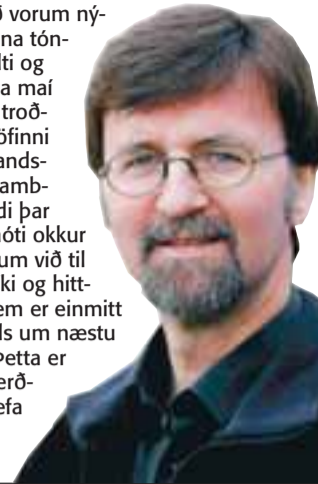 ð vorum ný-
na tón-
lti og
a maí
troð-
öfinni
ands-
amb-
di þar
nóti okkur
um við til
ki og hitt-
em er einmitt
ls um næstu
Þetta er
erð-
efa